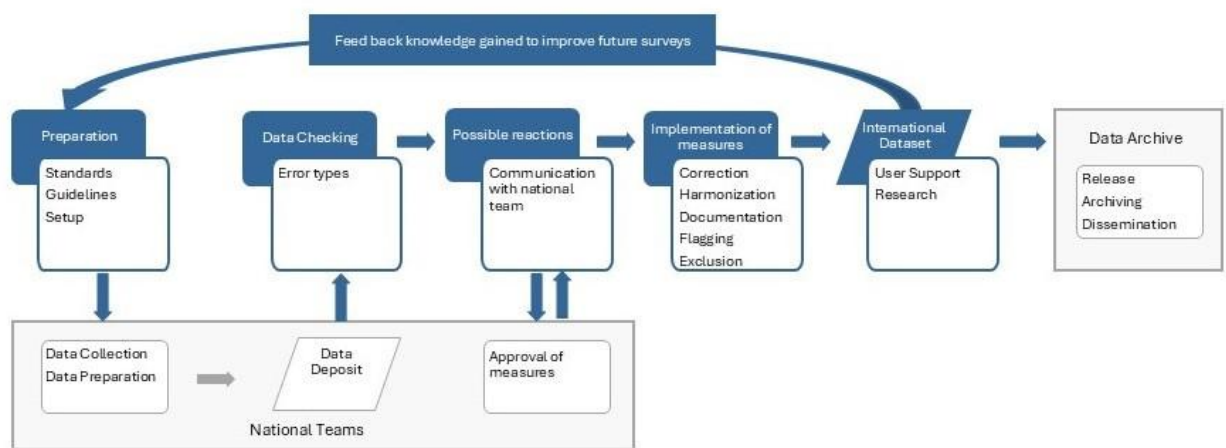 Feed back knowledge gained to improve future surveys
Preparation
Standards
Guidelines
Setup
Data Checking
Error types
Possible reactions
Communication
with national
team
Implementation of
measures
Correction
Harmonization
Documentation
Flagging
Exclusion
International
Dataset
User Support
Research
Data Archive
Release
Archiving
Dissemination
Data Collection
Data Preparation
Data
Deposit
Approval of
measures
National Teams